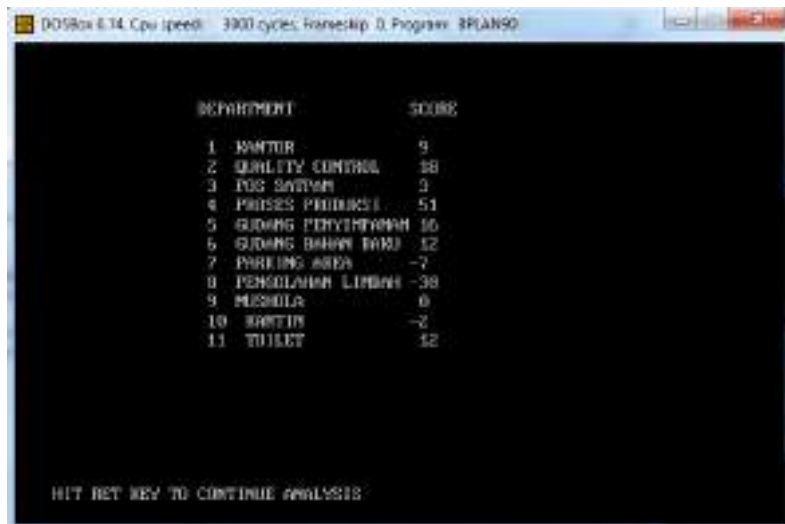 DOSBox 0.74, Cpu speed: 3000 cycles, Frameskip 0, Program: BPLAN90
DEPARTMENT SCORE
1 KANTOR 9
2 QUALITY CONTROL 18
3 POS SATPAM 3
4 PROSES PRODUKSI 51
5 GUDANG PENYIMPANAN 16
6 GUDANG BAHAN BAKU 12
7 PARKING AREA -7
8 PENGOLAHAN LIMBAH -38
9 MUSHOLA 0
10 KANTIN -2
11 TOILET 12
HIT RET KEY TO CONTINUE ANALYSIS